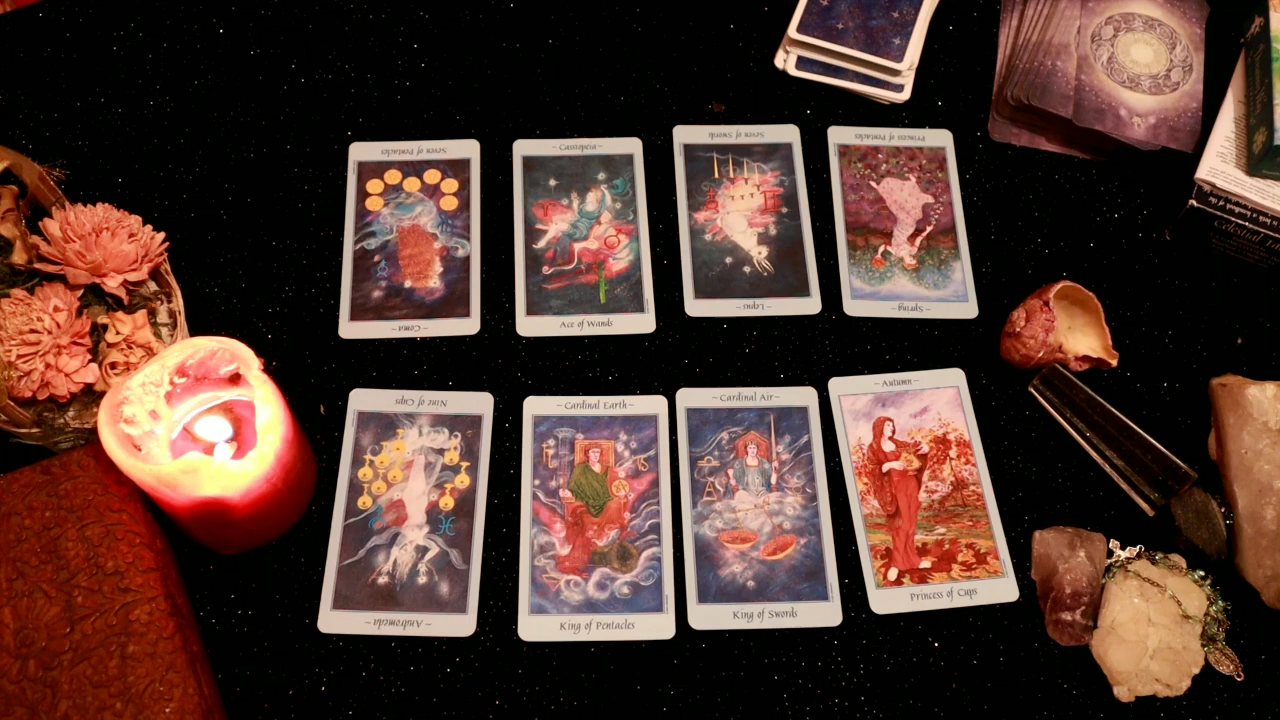 Seven of Pentacles
~ Coma ~
~ Cassiopeia ~
Ace of Wands
Seven of Swords
~ Lepus ~
Princess of Pentacles
~ Spring ~
Nine of Cups
~ Andromeda ~
~ Cardinal Earth ~
King of Pentacles
~ Cardinal Air ~
King of Swords
~ Autumn ~
Princess of Cups
Celestial